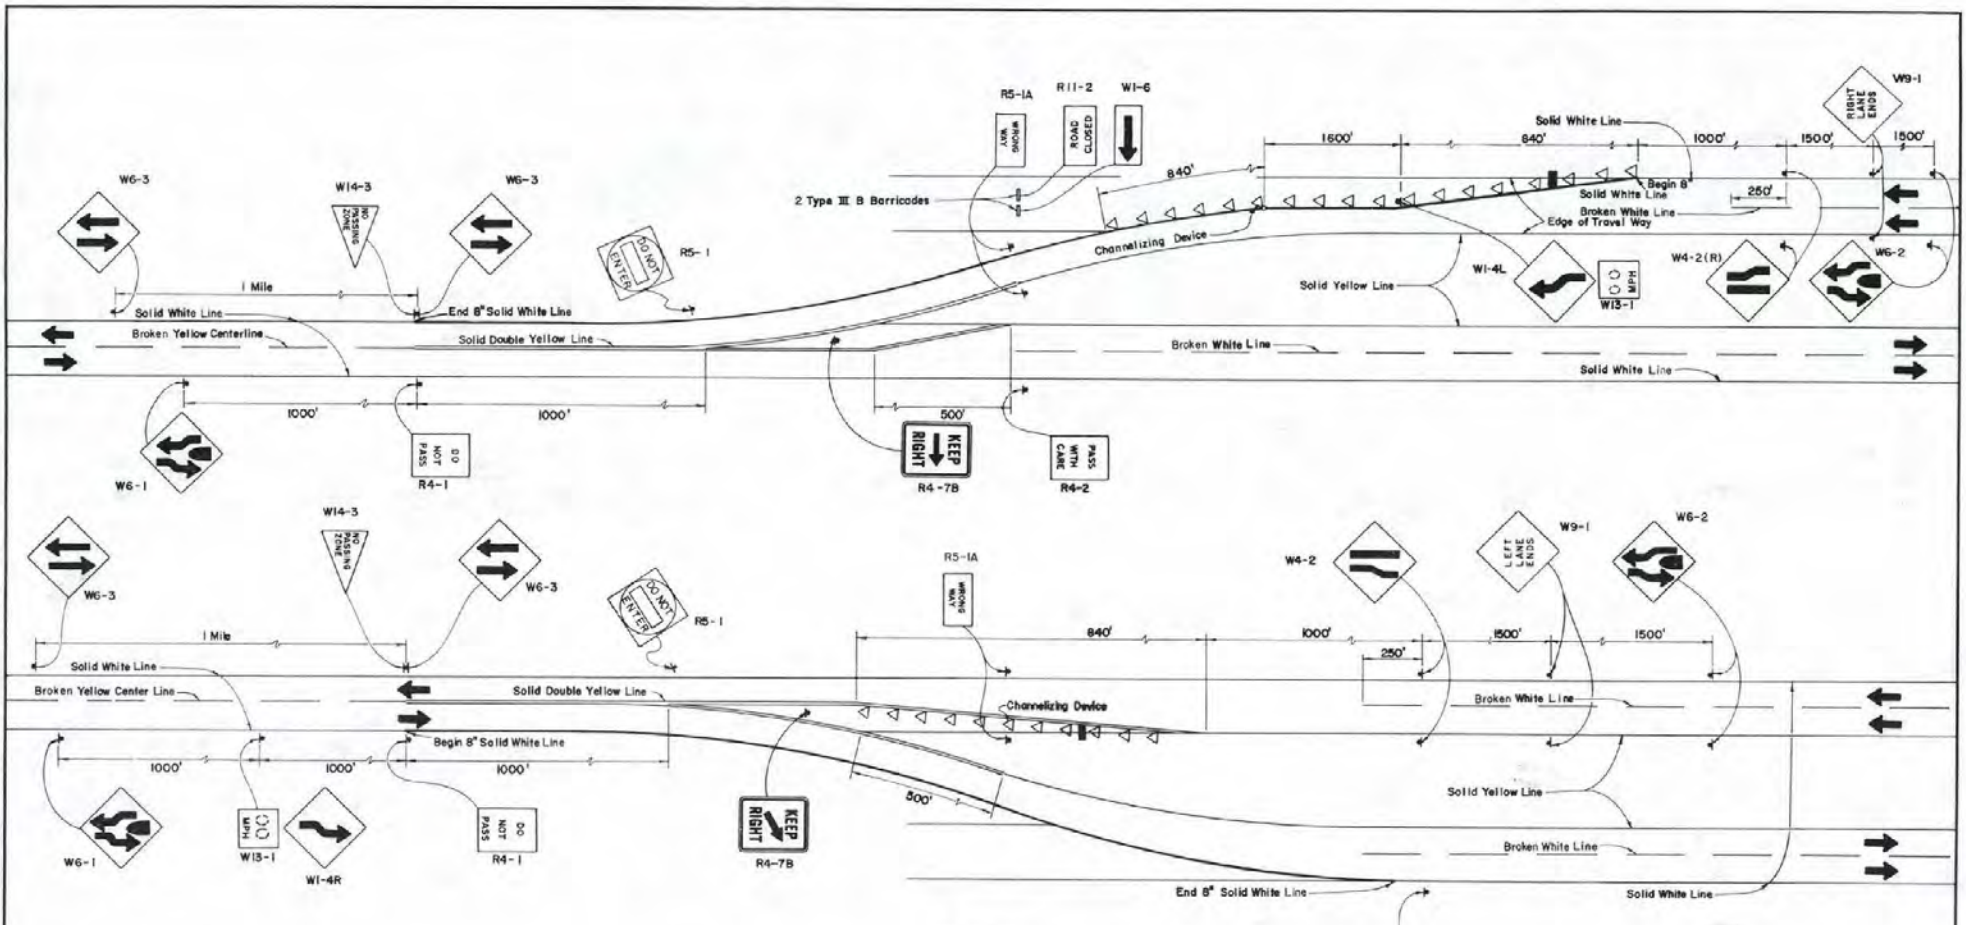 W9-1
RIGHT LANE ENDS
R5-1A
R11-2
W1-6
WRONG WAY
ROAD CLOSED
Solid White Line
1600'
840'
1000'
1500'
1500'
840'
W6-3
W14-3
W6-3
NO PASSING ZONE
2 Type III B Barricades
Begin 8"
Solid White Line
250'
Broken White Line
Edge of Travel Way
Channelizing Device
R5-1
DO NOT ENTER
W1-4L
MPH
W13-1
W4-2(R)
W6-2
Solid Yellow Line
1 Mile
Solid White Line
End 8" Solid White Line
Broken Yellow Centerline
Solid Double Yellow Line
Broken White Line
Solid White Line
1000'
1000'
500'
W6-1
DO NOT PASS
R4-1
KEEP RIGHT
R4-7B
PASS WITH CARE
R4-2
W14-3
NO PASSING ZONE
W6-3
W6-3
R5-1
DO NOT ENTER
R5-1A
WRONG WAY
W4-2
W9-1
LEFT LANE ENDS
W6-2
1 Mile
840'
1000'
1500'
1500'
250'
Solid White Line
Broken Yellow Center Line
Solid Double Yellow Line
Channelizing Device
Broken White Line
Begin 8" Solid White Line
1000'
1000'
1000'
500'
Solid Yellow Line
W6-1
MPH
W13-1
W1-4R
DO NOT PASS
R4-1
KEEP RIGHT
R4-7B
Broken White Line
End 8" Solid White Line
Solid White Line